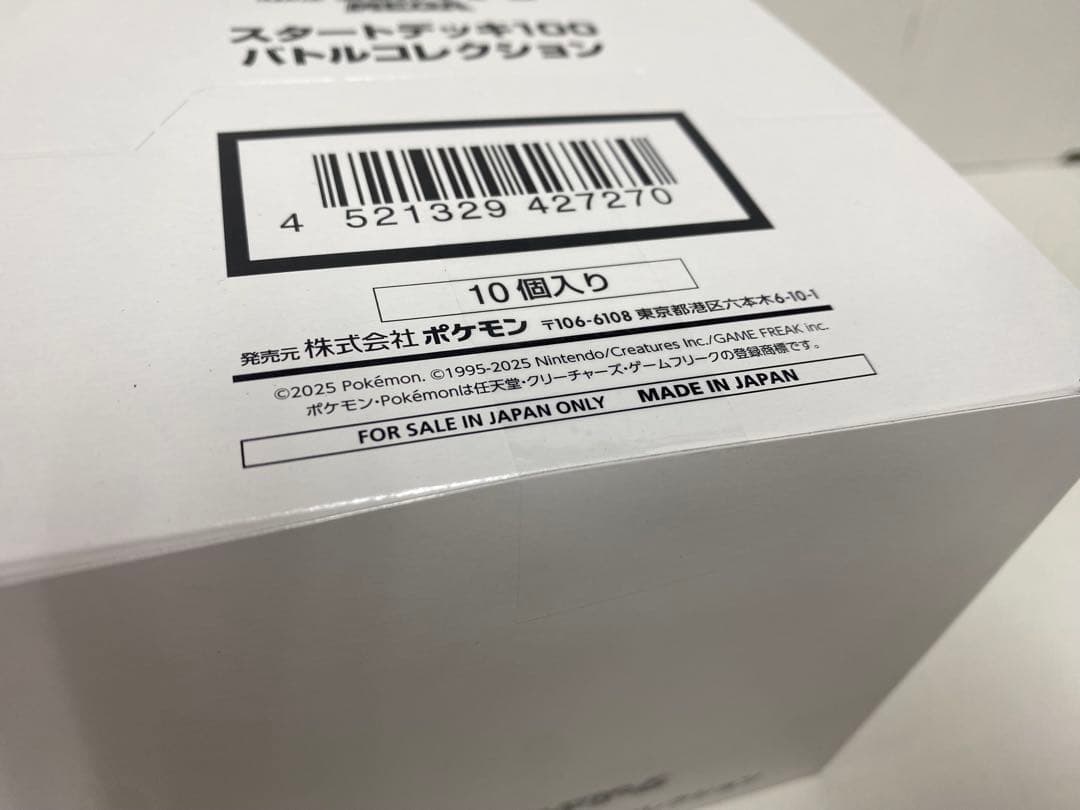 MEGA
スタートデッキ100
バトルコレクション
4 521329 427270
10個入り
発売元 株式会社ポケモン 〒106-6108 東京都港区六本木6-10-1
©2025 Pokémon. ©1995-2025 Nintendo/Creatures Inc./GAME FREAK inc.
ポケモン・Pokémonは任天堂・クリーチャーズ・ゲームフリークの登録商標です。
FOR SALE IN JAPAN ONLY MADE IN JAPAN